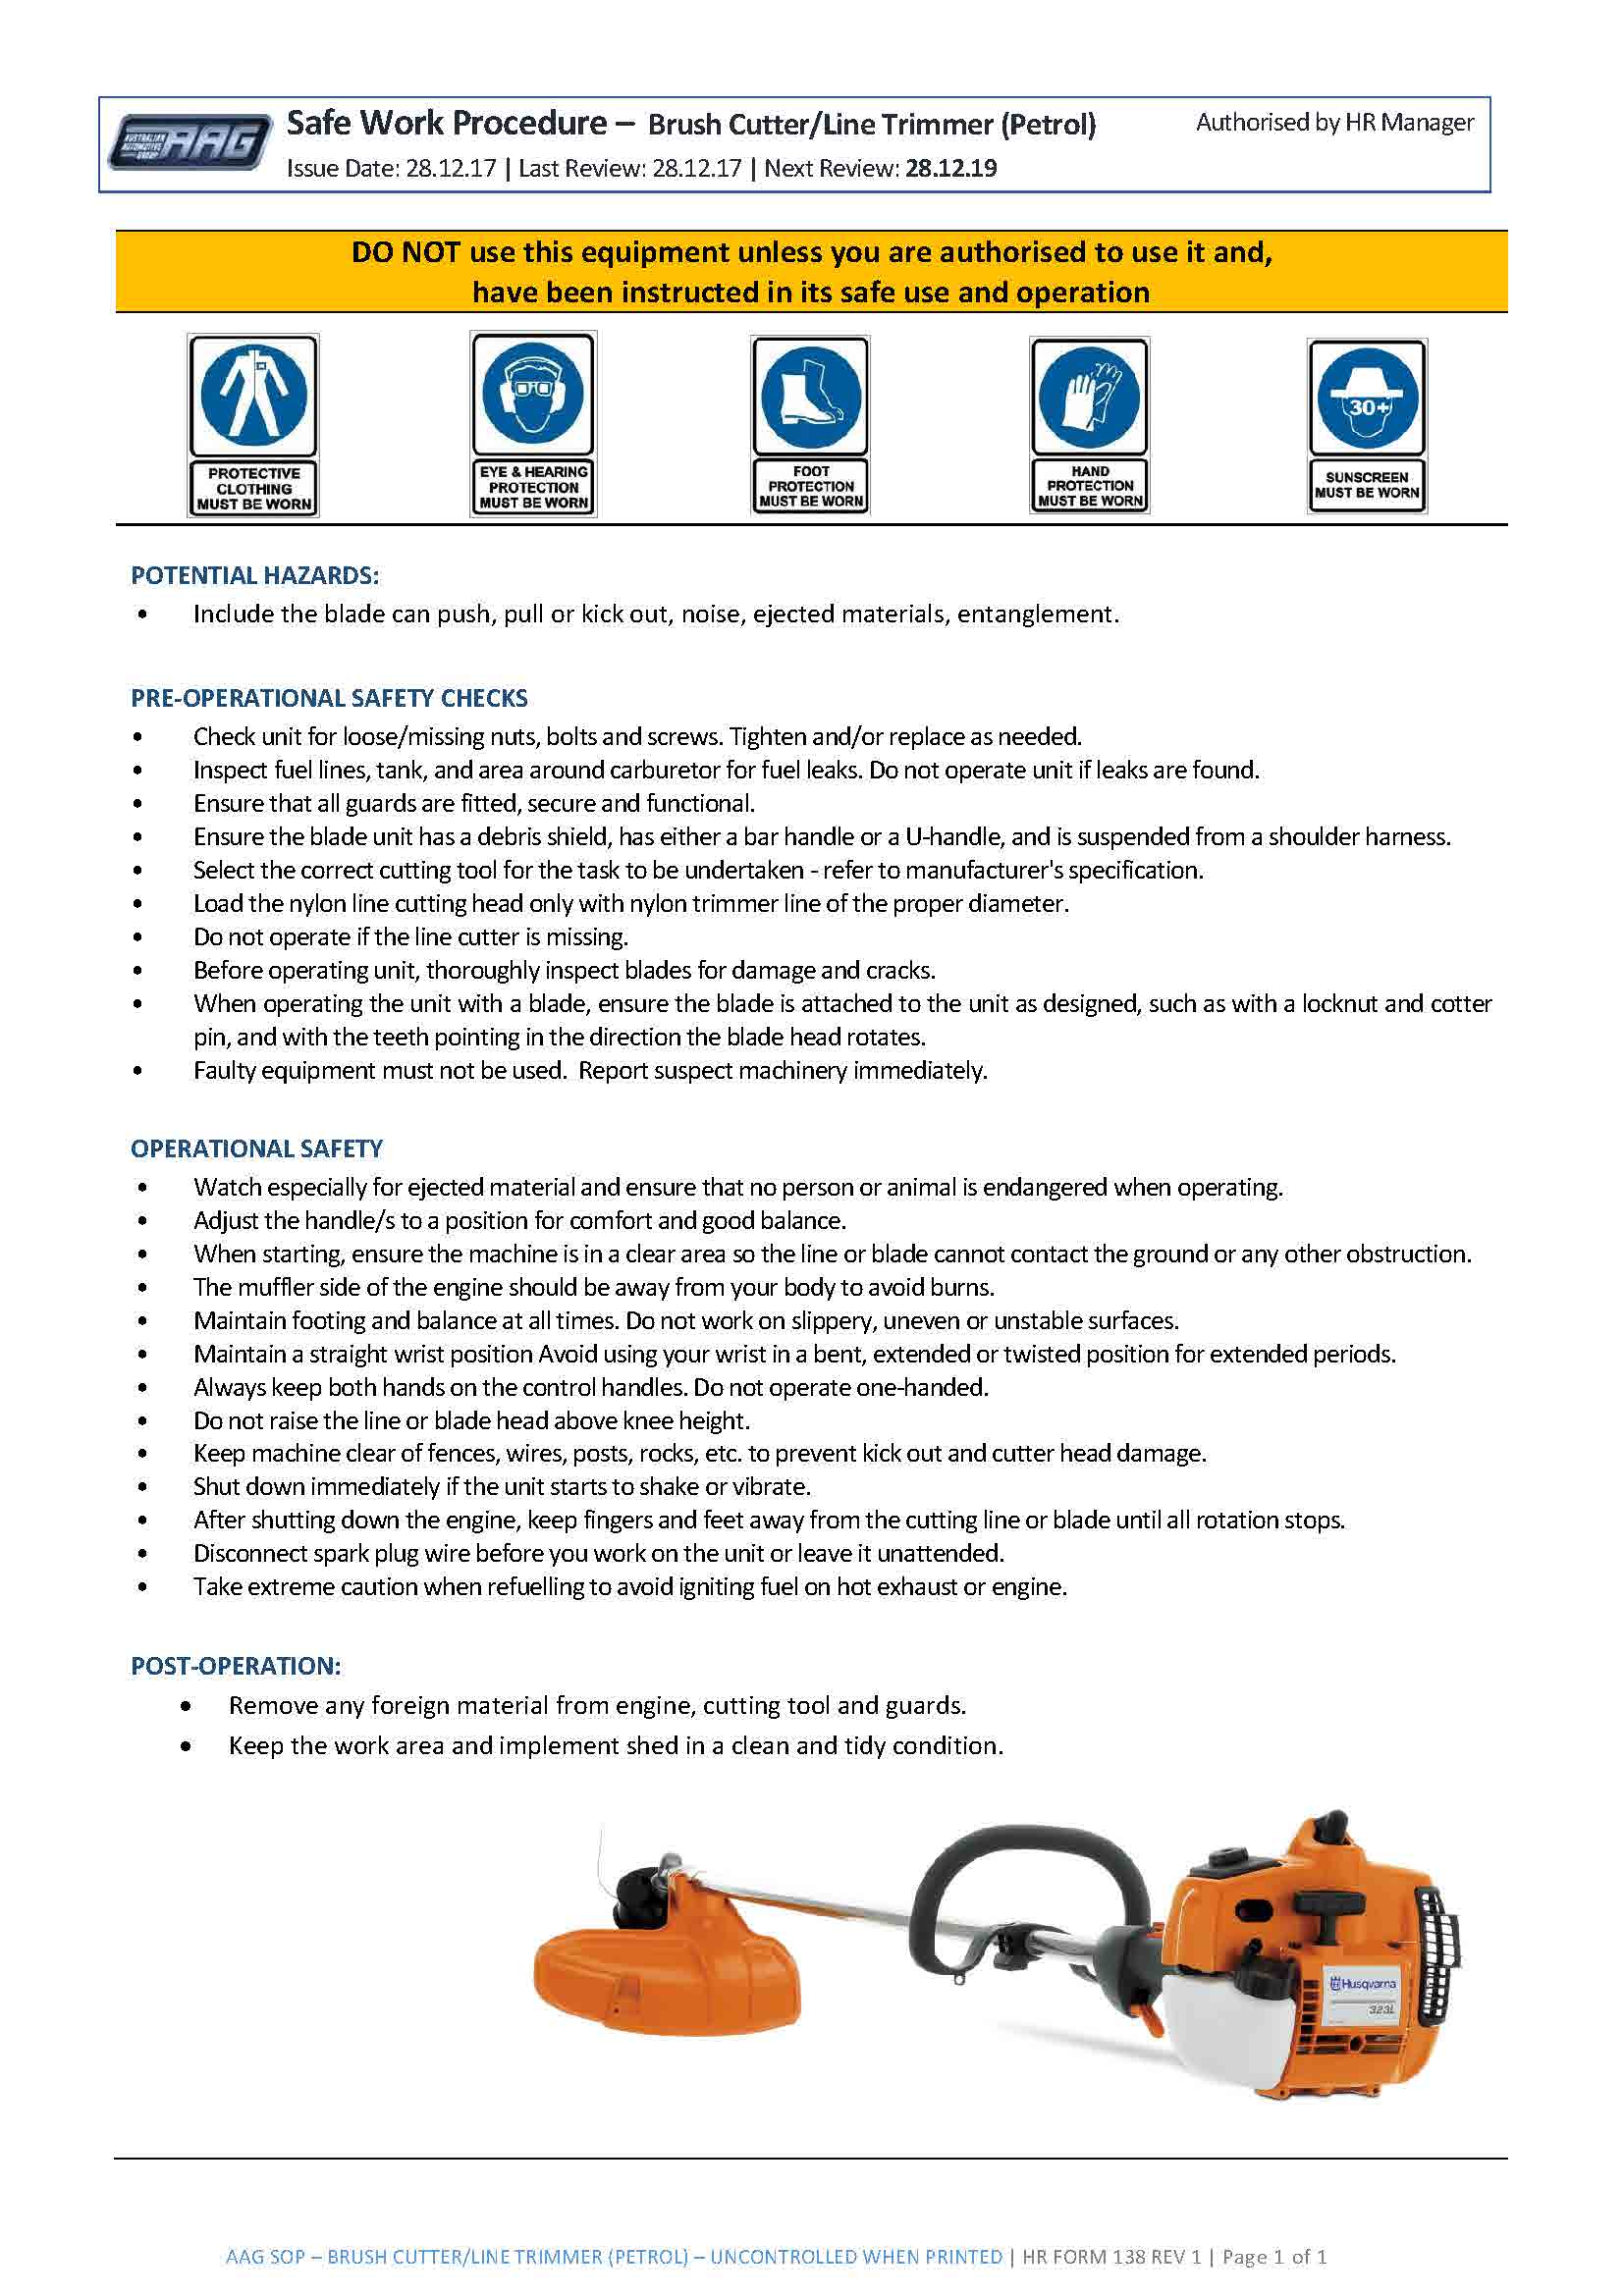 AUSTRALIAN
AUTOMOTIVE
GROUP
AAG
Safe Work Procedure – Brush Cutter/Line Trimmer (Petrol)
Authorised by HR Manager
Issue Date: 28.12.17 | Last Review: 28.12.17 | Next Review: 28.12.19
DO NOT use this equipment unless you are authorised to use it and,
have been instructed in its safe use and operation
PROTECTIVE
CLOTHING
MUST BE WORN
EYE & HEARING
PROTECTION
MUST BE WORN
FOOT
PROTECTION
MUST BE WORN
HAND
PROTECTION
MUST BE WORN
30+
SUNSCREEN
MUST BE WORN
POTENTIAL HAZARDS:
• Include the blade can push, pull or kick out, noise, ejected materials, entanglement.
PRE-OPERATIONAL SAFETY CHECKS
• Check unit for loose/missing nuts, bolts and screws. Tighten and/or replace as needed.
• Inspect fuel lines, tank, and area around carburetor for fuel leaks. Do not operate unit if leaks are found.
• Ensure that all guards are fitted, secure and functional.
• Ensure the blade unit has a debris shield, has either a bar handle or a U-handle, and is suspended from a shoulder harness.
• Select the correct cutting tool for the task to be undertaken - refer to manufacturer's specification.
• Load the nylon line cutting head only with nylon trimmer line of the proper diameter.
• Do not operate if the line cutter is missing.
• Before operating unit, thoroughly inspect blades for damage and cracks.
• When operating the unit with a blade, ensure the blade is attached to the unit as designed, such as with a locknut and cotter
pin, and with the teeth pointing in the direction the blade head rotates.
• Faulty equipment must not be used. Report suspect machinery immediately.
OPERATIONAL SAFETY
• Watch especially for ejected material and ensure that no person or animal is endangered when operating.
• Adjust the handle/s to a position for comfort and good balance.
• When starting, ensure the machine is in a clear area so the line or blade cannot contact the ground or any other obstruction.
• The muffler side of the engine should be away from your body to avoid burns.
• Maintain footing and balance at all times. Do not work on slippery, uneven or unstable surfaces.
• Maintain a straight wrist position Avoid using your wrist in a bent, extended or twisted position for extended periods.
• Always keep both hands on the control handles. Do not operate one-handed.
• Do not raise the line or blade head above knee height.
• Keep machine clear of fences, wires, posts, rocks, etc. to prevent kick out and cutter head damage.
• Shut down immediately if the unit starts to shake or vibrate.
• After shutting down the engine, keep fingers and feet away from the cutting line or blade until all rotation stops.
• Disconnect spark plug wire before you work on the unit or leave it unattended.
• Take extreme caution when refuelling to avoid igniting fuel on hot exhaust or engine.
POST-OPERATION:
• Remove any foreign material from engine, cutting tool and guards.
• Keep the work area and implement shed in a clean and tidy condition.
Husqvarna
323L
AAG SOP – BRUSH CUTTER/LINE TRIMMER (PETROL) – UNCONTROLLED WHEN PRINTED | HR FORM 138 REV 1 | Page 1 of 1